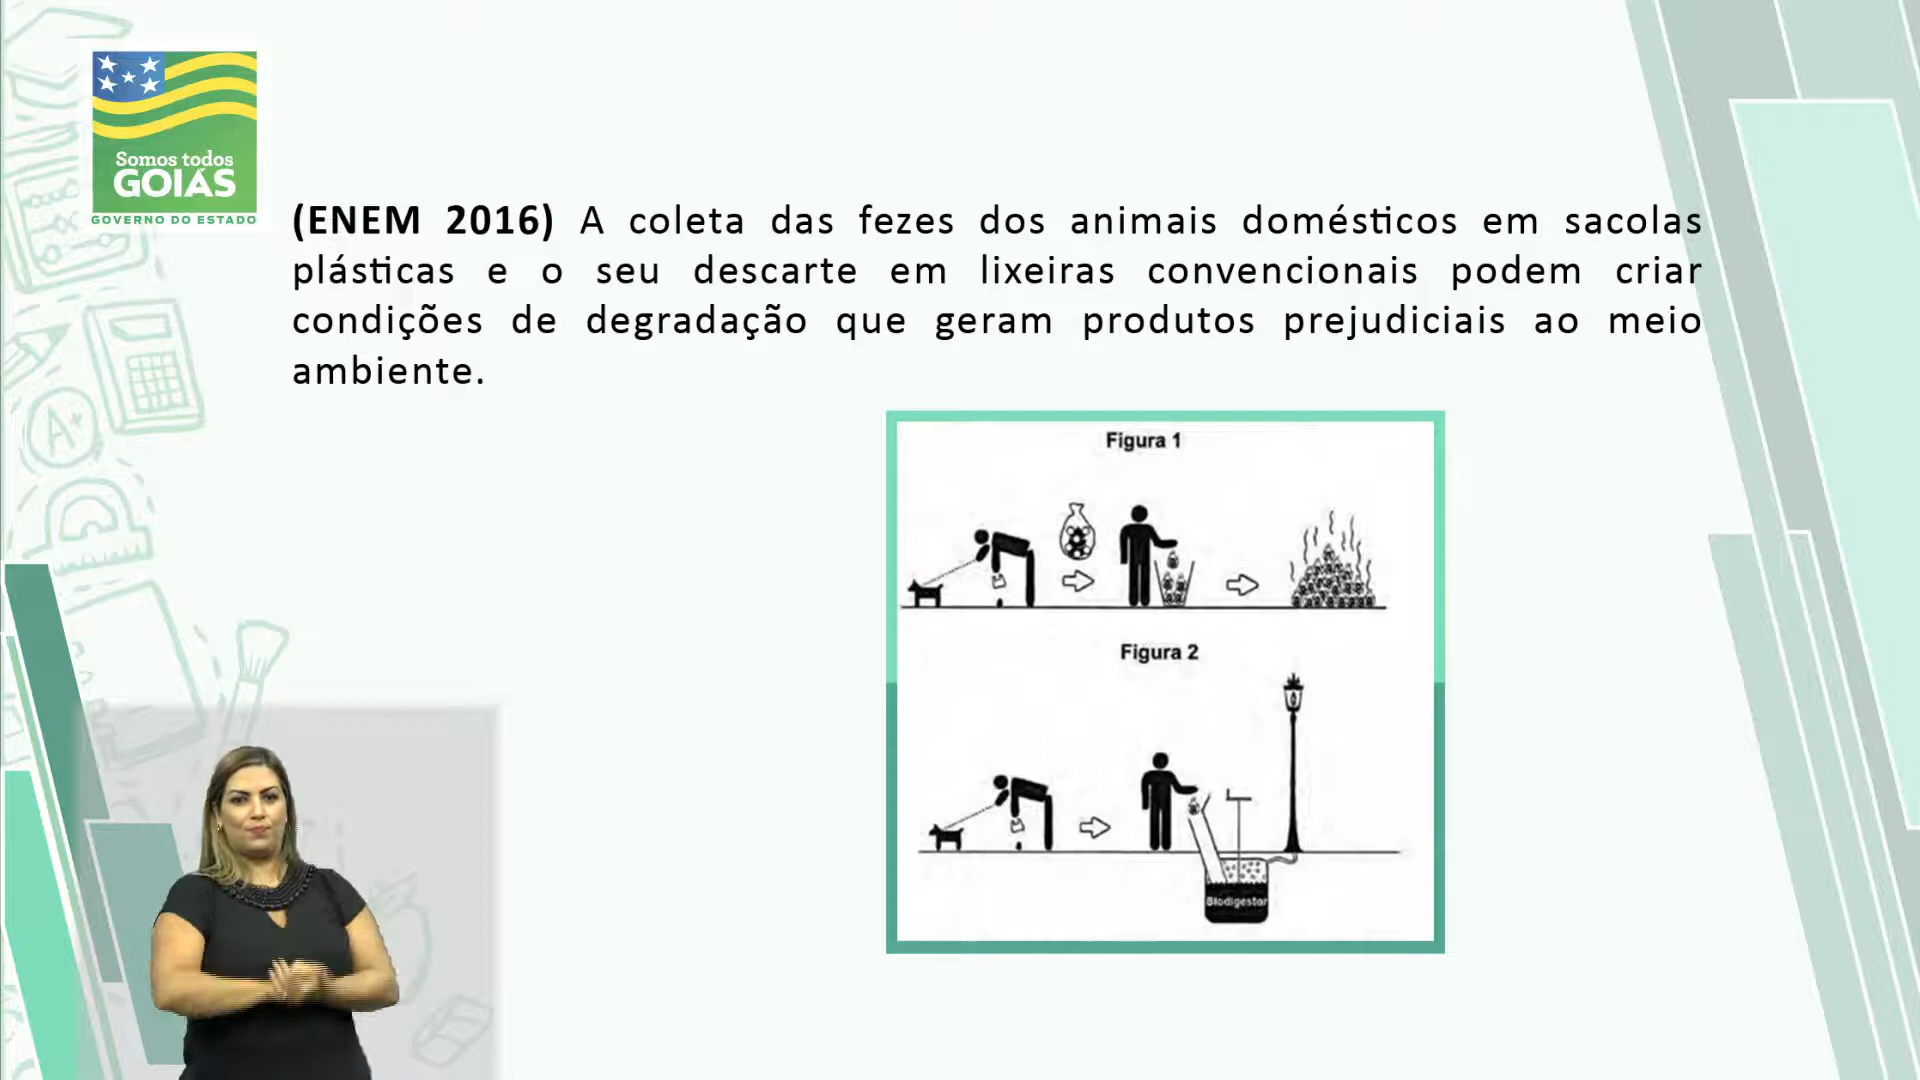 Somos todos
GOIÁS
GOVERNO DO ESTADO
(ENEM 2016) A coleta das fezes dos animais domésticos em sacolas
plásticas e o seu descarte em lixeiras convencionais podem criar
condições de degradação que geram produtos prejudiciais ao meio
ambiente.
Figura 1
Figura 2
Biodigestor
A+